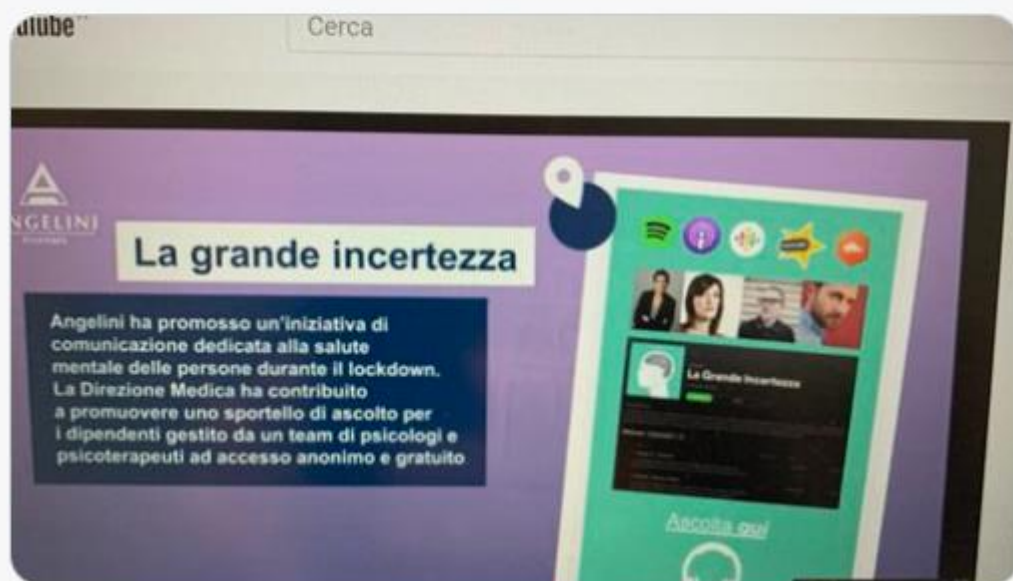 Cerca
ANGELINI
La grande incertezza
Angelini ha promosso un'iniziativa di
comunicazione dedicata alla salute
mentale delle persone durante il lockdown.
La Direzione Medica ha contribuito
a promuovere uno sportello di ascolto per
i dipendenti gestito da un team di psicologi e
psicoterapeuti ad accesso anonimo e gratuito
La Grande Incertezza
Ascolta qui